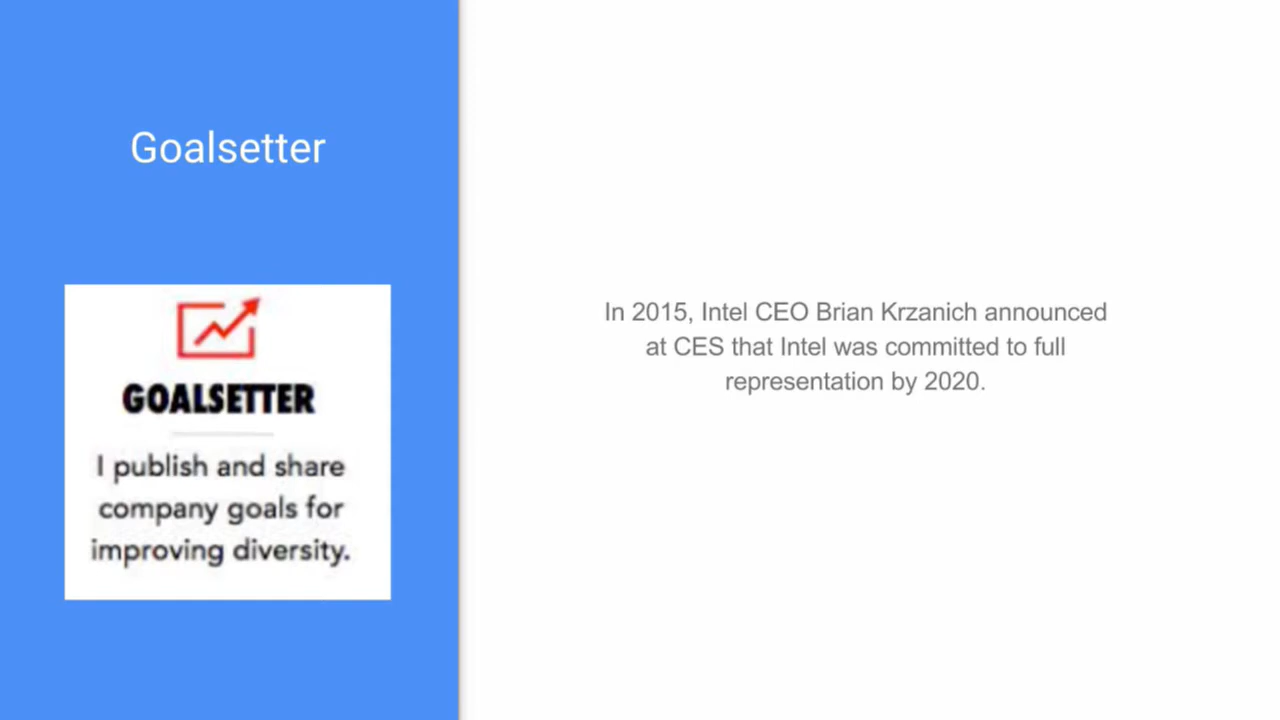 Goalsetter
GOALSETTER
I publish and share
company goals for
improving diversity.
In 2015, Intel CEO Brian Krzanich announced
at CES that Intel was committed to full
representation by 2020.